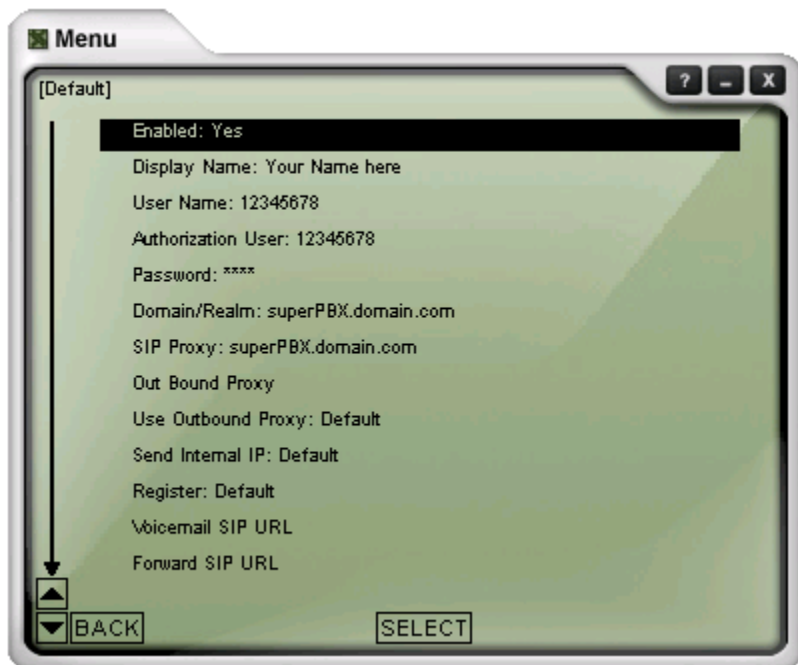 Menu
? - X
[Default]
Enabled: Yes
Display Name: Your Name here
User Name: 12345678
Authorization User: 12345678
Password: ****
Domain/Realm: superPBX.domain.com
SIP Proxy: superPBX.domain.com
Out Bound Proxy
Use Outbound Proxy: Default
Send Internal IP: Default
Register: Default
Voicemail SIP URL
Forward SIP URL
BACK SELECT